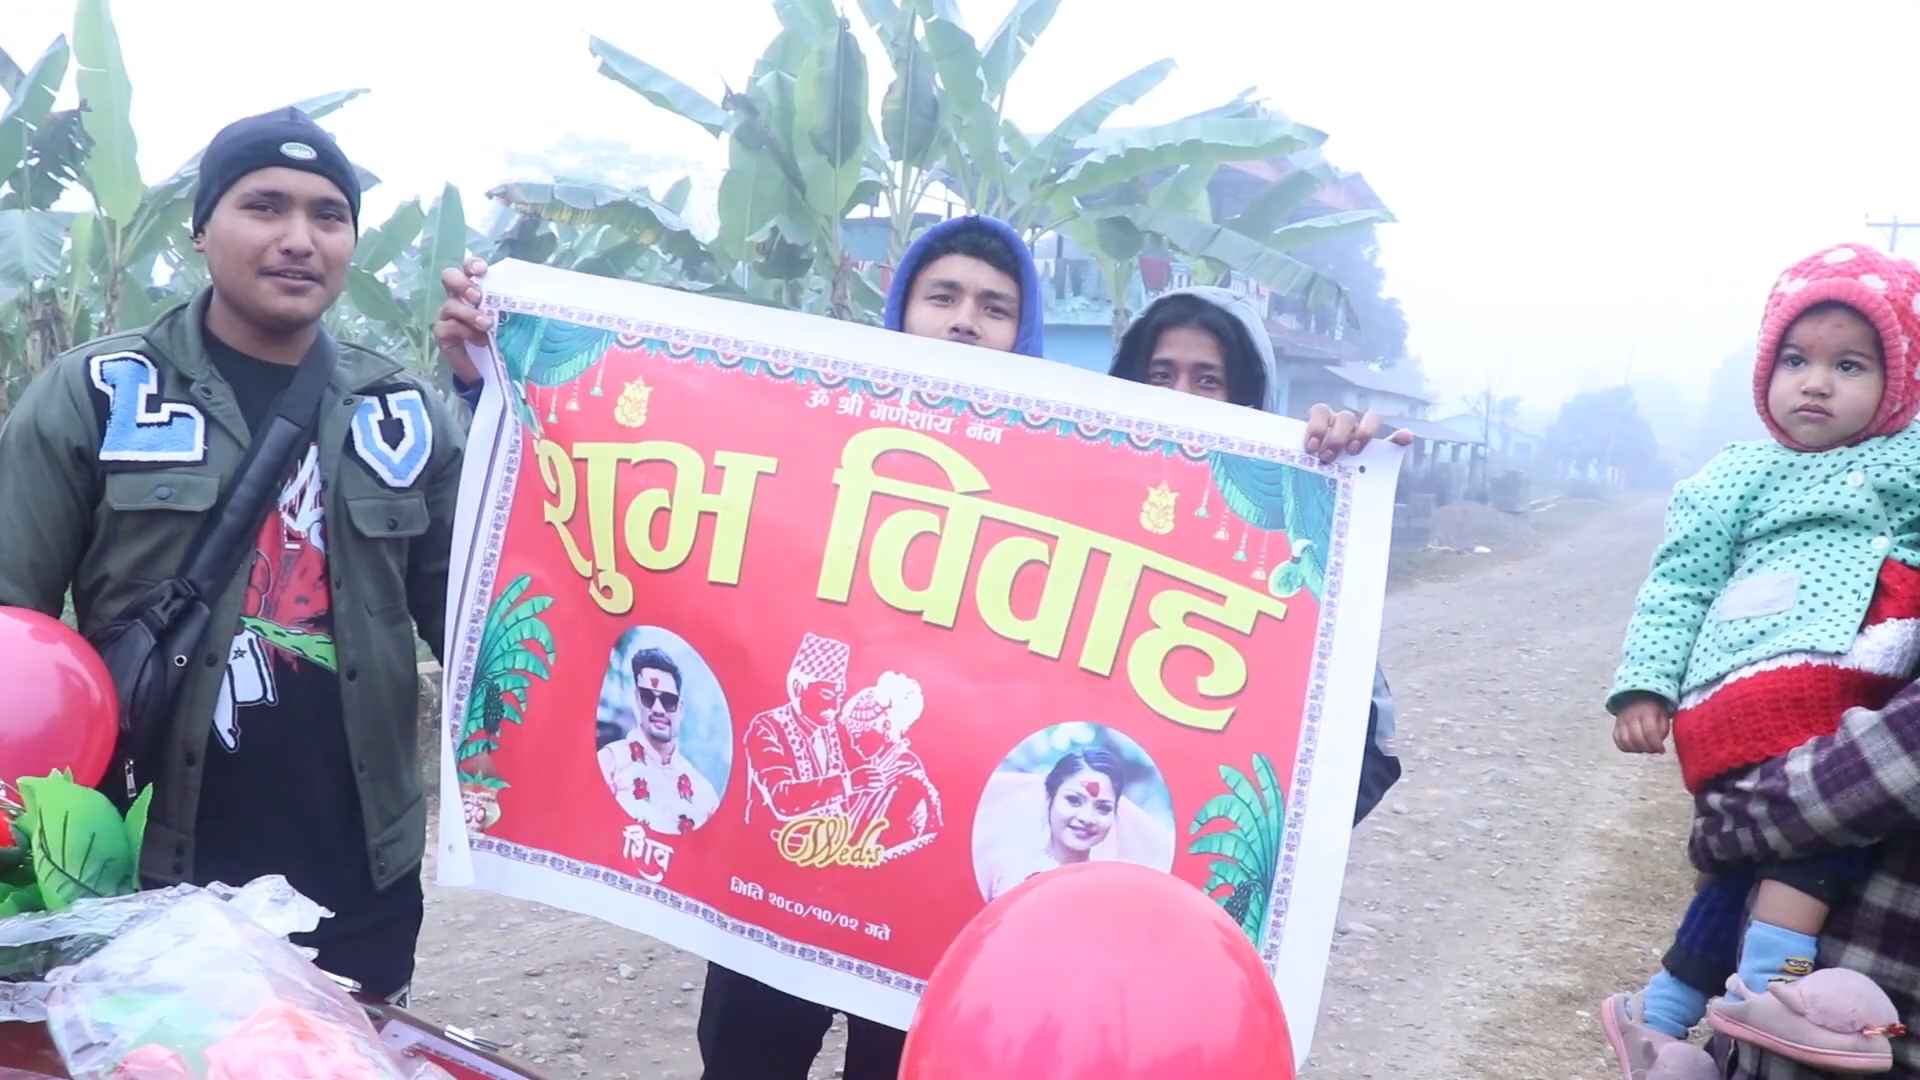 L V
ॐ श्री गणेशाय: नम
शुभ विवाह
शिव
Weds
मिति २०८०/१०/०२ गते